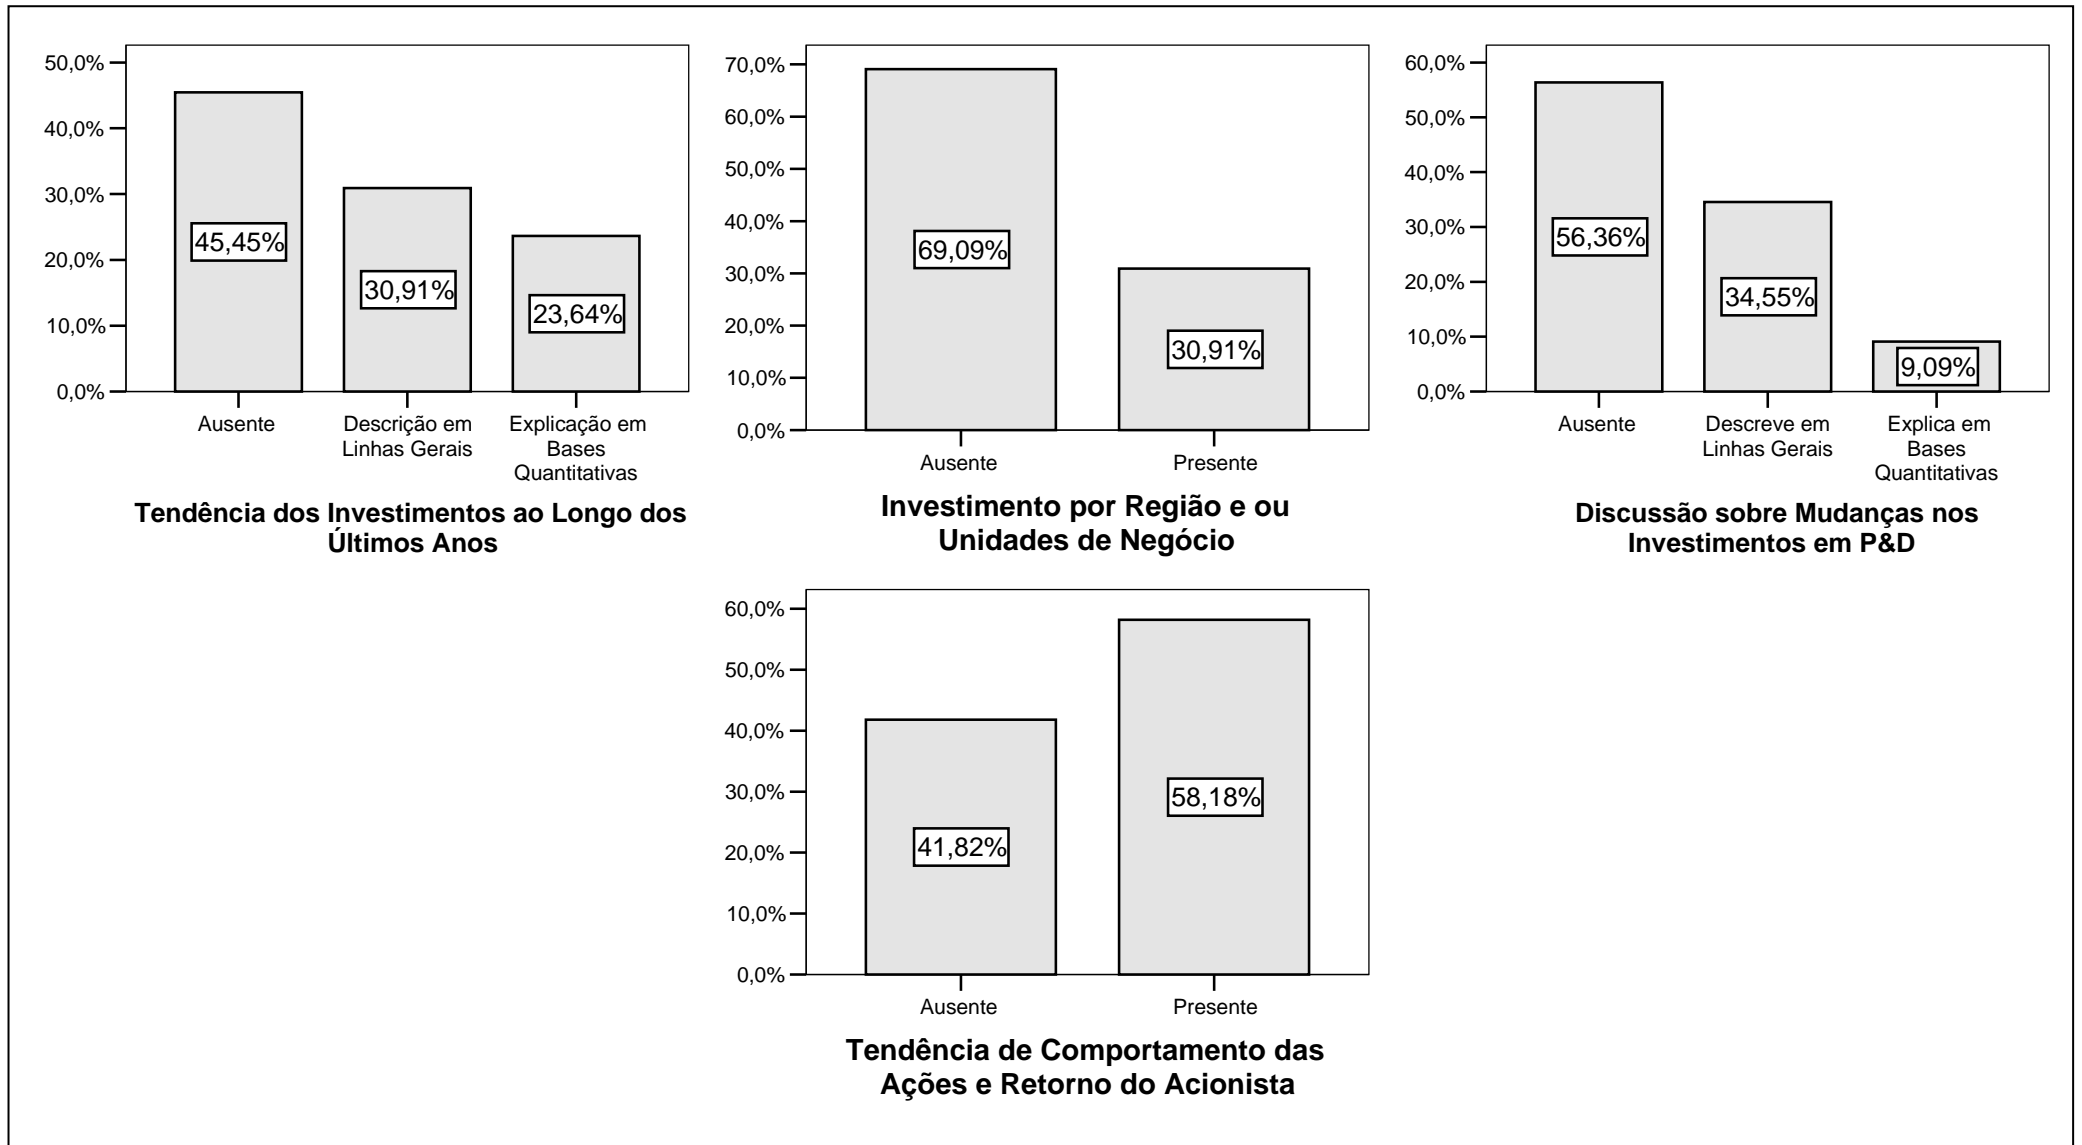 50,0%
40,0%
30,0%
20,0%
10,0%
0,0%
45,45%
30,91%
23,64%
Ausente
Descrição em
Linhas Gerais
Explicação em
Bases
Quantitativas
Tendência dos Investimentos ao Longo dos
Últimos Anos
70,0%
60,0%
50,0%
40,0%
30,0%
20,0%
10,0%
0,0%
69,09%
30,91%
Ausente
Presente
Investimento por Região e ou
Unidades de Negócio
60,0%
50,0%
40,0%
30,0%
20,0%
10,0%
0,0%
56,36%
34,55%
9,09%
Ausente
Descreve em
Linhas Gerais
Explica em
Bases
Quantitativas
Discussão sobre Mudanças nos
Investimentos em P&D
60,0%
50,0%
40,0%
30,0%
20,0%
10,0%
0,0%
41,82%
58,18%
Ausente
Presente
Tendência de Comportamento das
Ações e Retorno do Acionista